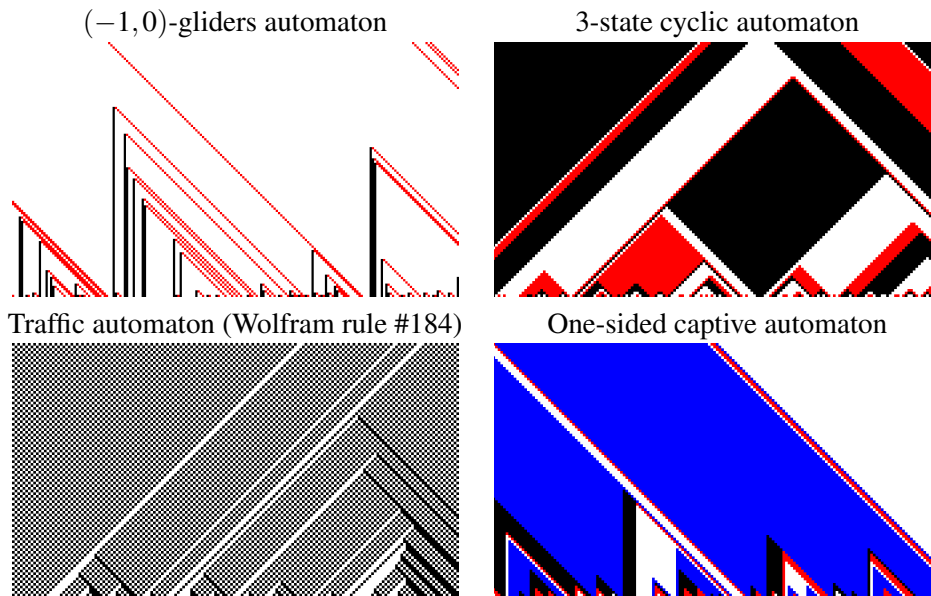 (−1,0)-gliders automaton
3-state cyclic automaton
Traffic automaton (Wolfram rule #184)
One-sided captive automaton